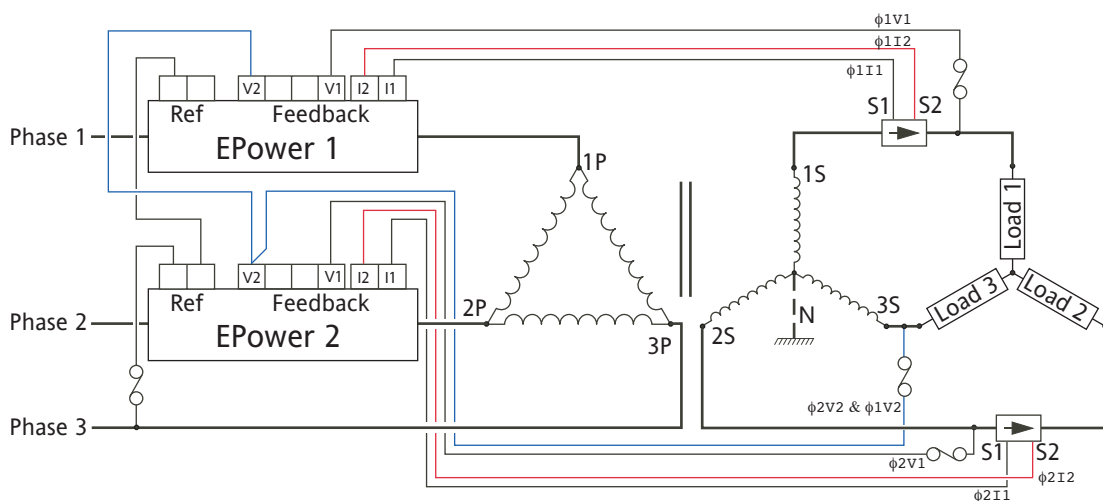 ϕ1V1
ϕ1I2
ϕ1I1
V2 V1 I2 I1
Ref Feedback
S1 S2
Phase 1
EPower 1
1P
1S
Load 1
V2 V1 I2 I1
Ref Feedback
Load 3
Load 2
3S
N
Phase 2
EPower 2
2P
3P
2S
ϕ2V2 & ϕ1V2
Phase 3
S1 S2
ϕ2V1
ϕ2I2
ϕ2I1